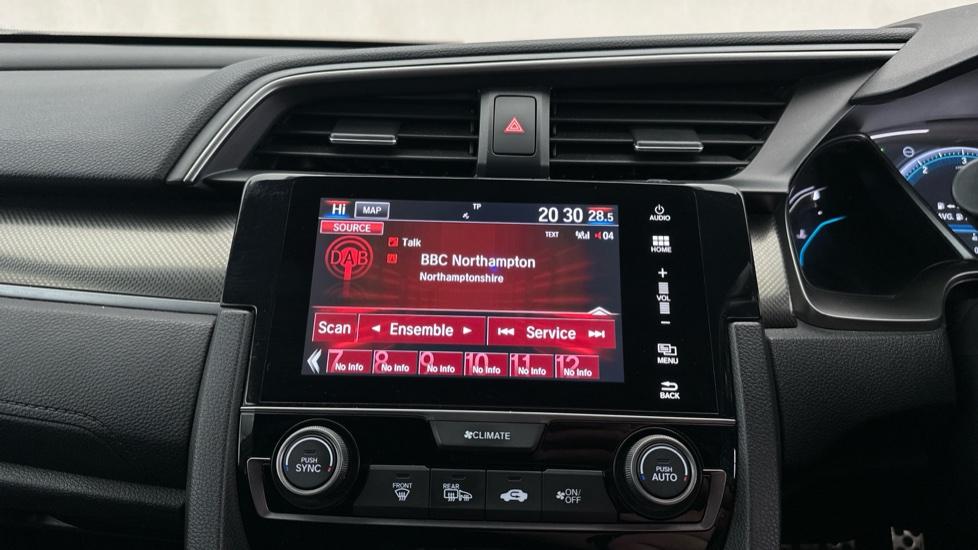 Hi MAP TP 20 30 28.5
SOURCE TEXT 04
DAB Talk
BBC Northampton
Northamptonshire
Scan Ensemble Service
7 No Info 8 No Info 9 No Info 10 No Info 11 No Info 12 No Info
AUDIO
HOME
+
VOL
−
MENU
BACK
CLIMATE
PUSH SYNC
FRONT
REAR
ON/OFF
PUSH AUTO
2 3
AVG.